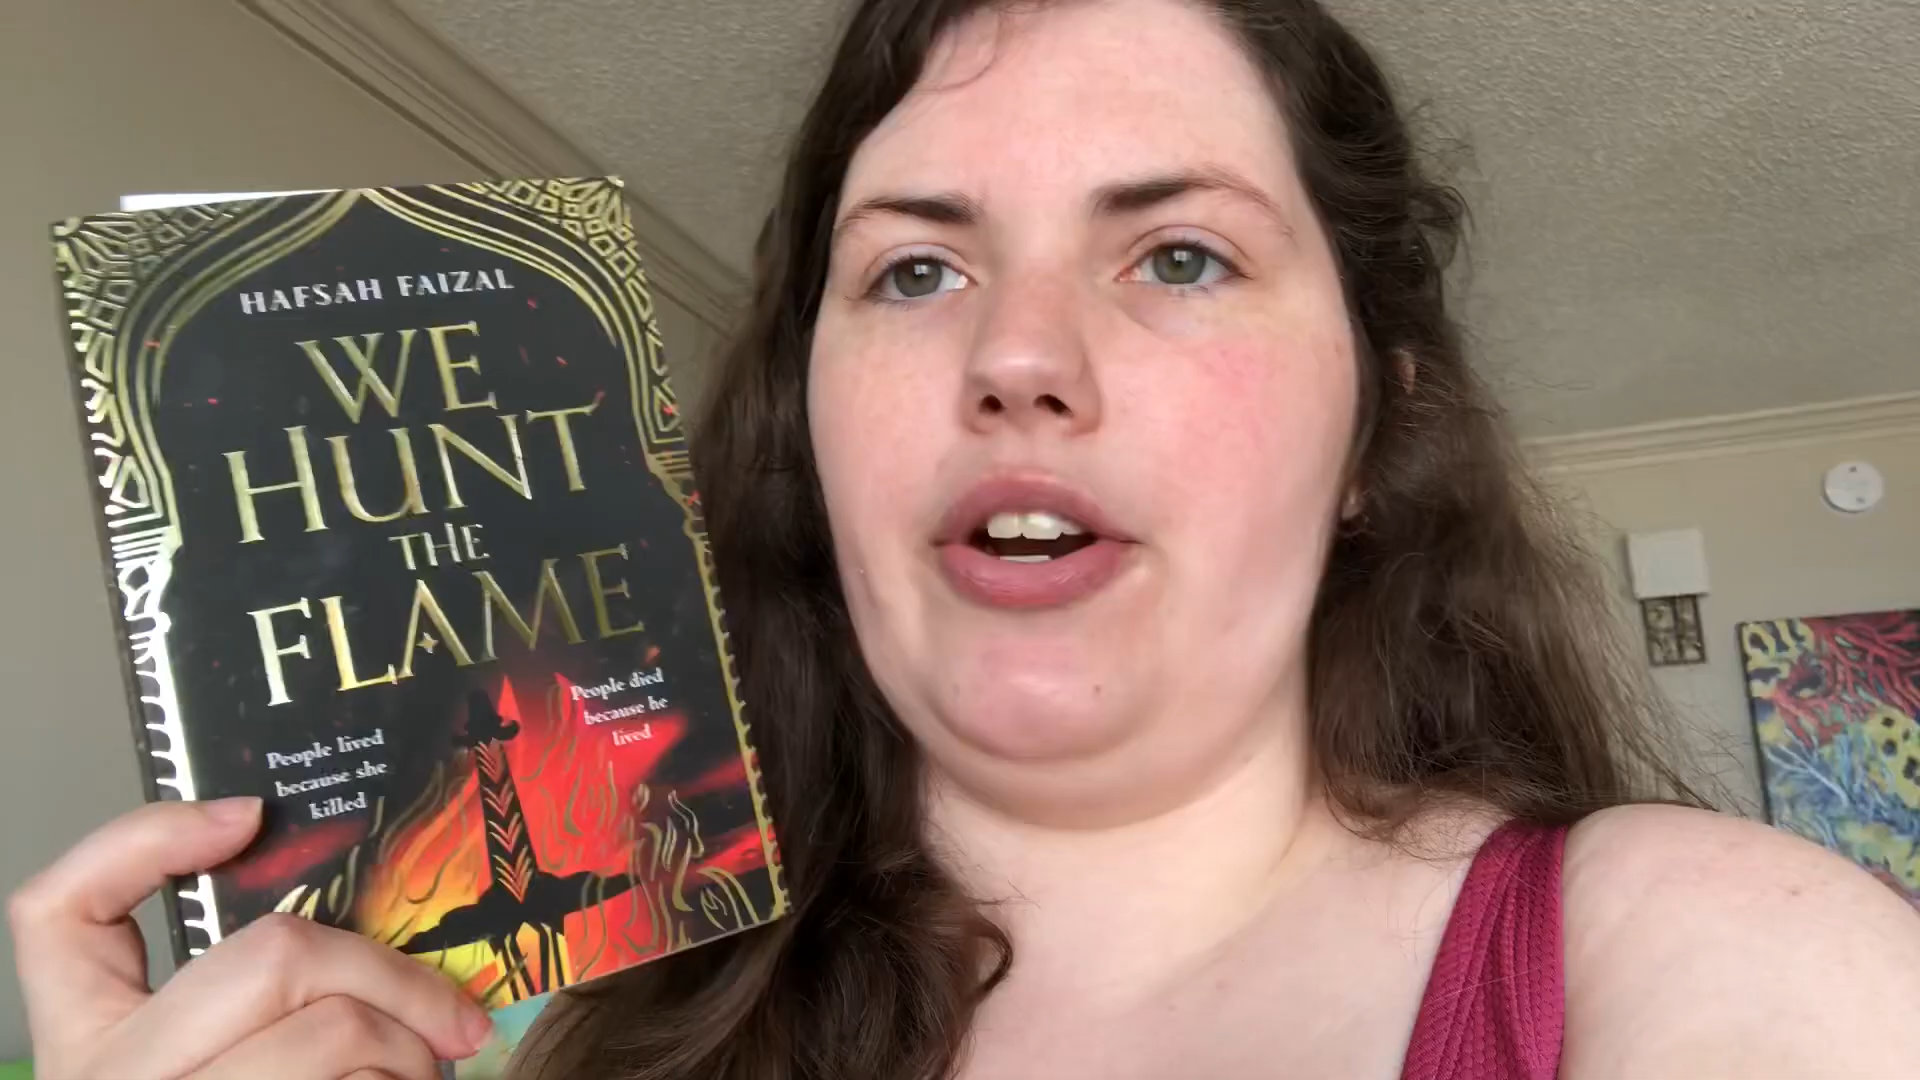 HAFSAH FAIZAL
WE
HUNT
THE
FLAME
People died
because he
lived
People lived
because she
killed